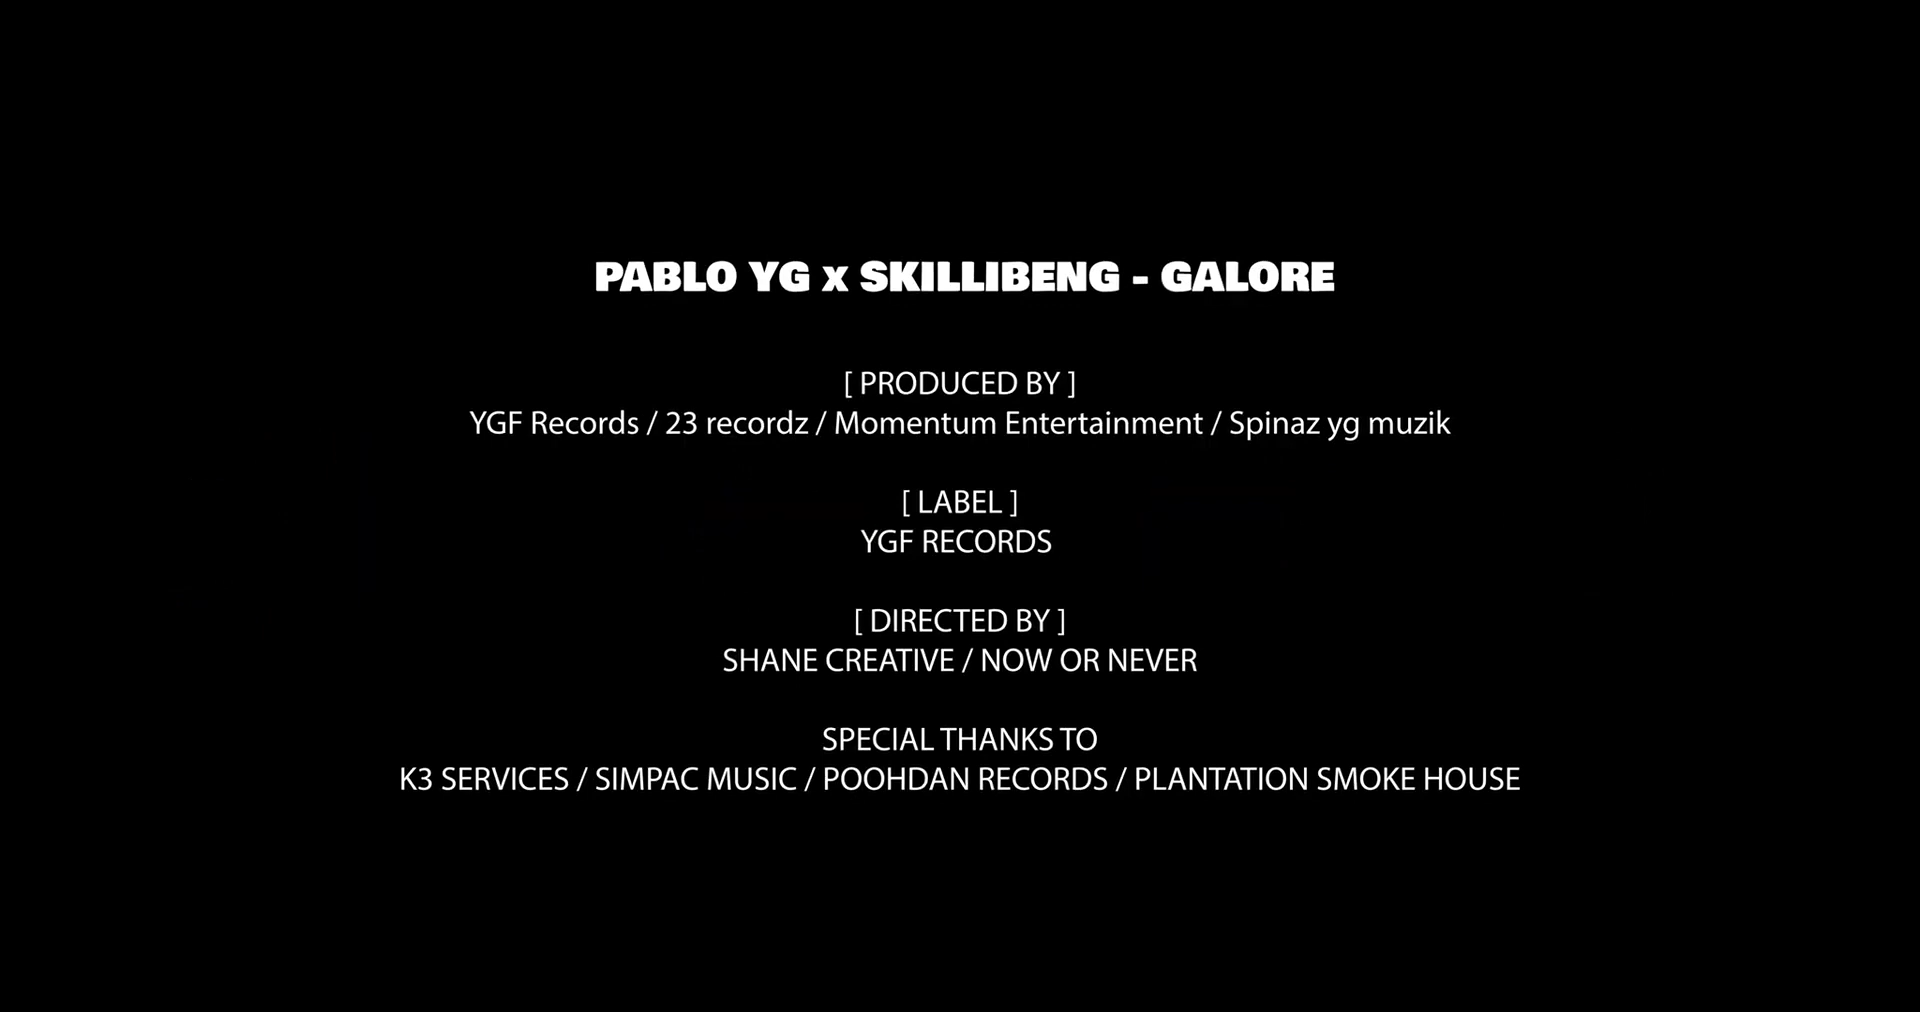 PABLO YG x SKILLIBENG - GALORE
[ PRODUCED BY ]
YGF Records / 23 recordz / Momentum Entertainment / Spinaz yg muzik
[ LABEL ]
YGF RECORDS
[ DIRECTED BY ]
SHANE CREATIVE / NOW OR NEVER
SPECIAL THANKS TO
K3 SERVICES / SIMPAC MUSIC / POOHDAN RECORDS / PLANTATION SMOKE HOUSE